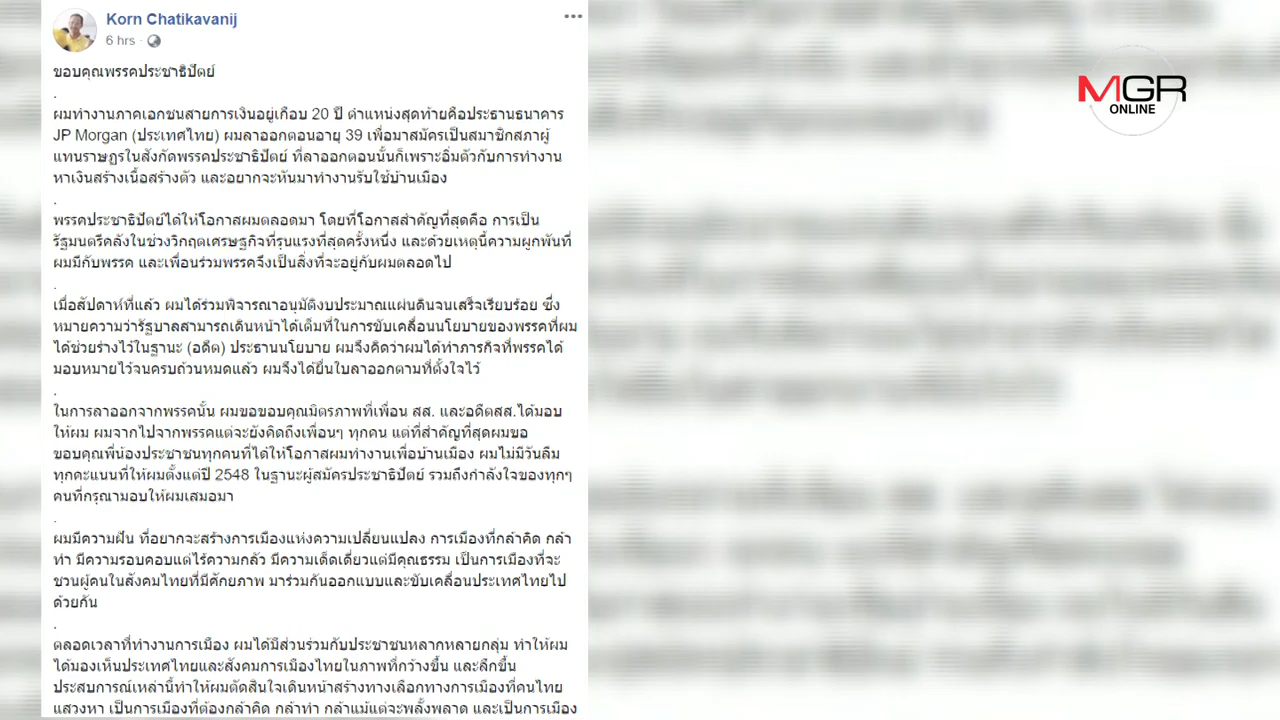 Korn Chatikavanij
6 hrs ·
ขอบคุณพรรคประชาธิปัตย์
.
ผมทำงานภาคเอกชนสายการเงินอยู่เกือบ 20 ปี ตำแหน่งสุดท้ายคือประธานธนาคาร
JP Morgan (ประเทศไทย) ผมลาออกตอนอายุ 39 เพื่อมาสมัครเป็นสมาชิกสภาผู้
แทนราษฎรในสังกัดพรรคประชาธิปัตย์ ที่ลาออกตอนนั้นก็เพราะอิ่มตัวกับการทำงาน
หาเงินสร้างเนื้อสร้างตัว และอยากจะหันมาทำงานรับใช้บ้านเมือง
.
พรรคประชาธิปัตย์ได้ให้โอกาสผมตลอดมา โดยที่โอกาสสำคัญที่สุดคือ การเป็น
รัฐมนตรีคลังในช่วงวิกฤตเศรษฐกิจที่รุนแรงที่สุดครั้งหนึ่ง และด้วยเหตุนี้ความผูกพันที่
ผมมีกับพรรค และเพื่อนร่วมพรรคจึงเป็นสิ่งที่จะอยู่กับผมตลอดไป
.
เมื่อสัปดาห์ที่แล้ว ผมได้ร่วมพิจารณาอนุมัติงบประมาณแผ่นดินจนเสร็จเรียบร้อย ซึ่ง
หมายความว่ารัฐบาลสามารถเดินหน้าได้เต็มที่ในการขับเคลื่อนนโยบายของพรรคที่ผม
ได้ช่วยร่างไว้ในฐานะ (อดีต) ประธานนโยบาย ผมจึงคิดว่าผมได้ทำภารกิจที่พรรคได้
มอบหมายไว้จนครบถ้วนหมดแล้ว ผมจึงได้ยื่นใบลาออกตามที่ตั้งใจไว้
.
ในการลาออกจากพรรคนั้น ผมขอขอบคุณมิตรภาพที่เพื่อน สส. และอดีตสส.ได้มอบ
ให้ผม ผมจากไปจากพรรคแต่จะยังคิดถึงเพื่อนๆ ทุกคน แต่ที่สำคัญที่สุดผมขอ
ขอบคุณพี่น้องประชาชนทุกคนที่ได้ให้โอกาสผมทำงานเพื่อบ้านเมือง ผมไม่มีวันลืม
ทุกคะแนนที่ให้ผมตั้งแต่ปี 2548 ในฐานะผู้สมัครประชาธิปัตย์ รวมถึงกำลังใจของทุกๆ
คนที่กรุณามอบให้ผมเสมอมา
.
ผมมีความฝัน ที่อยากจะสร้างการเมืองแห่งความเปลี่ยนแปลง การเมืองที่กล้าคิด กล้า
ทำ มีความรอบคอบแต่ไร้ความกลัว มีความเด็ดเดี่ยวแต่มีคุณธรรม เป็นการเมืองที่จะ
ชวนผู้คนในสังคมไทยที่มีศักยภาพ มาร่วมกันออกแบบและขับเคลื่อนประเทศไทยไป
ด้วยกัน
.
ตลอดเวลาที่ทำงานการเมือง ผมได้มีส่วนร่วมกับประชาชนหลากหลายกลุ่ม ทำให้ผม
ได้มองเห็นประเทศไทยและสังคมการเมืองไทยในภาพที่กว้างขึ้น และลึกขึ้น
ประสบการณ์เหล่านี้ทำให้ผมตัดสินใจเดินหน้าสร้างทางเลือกทางการเมืองที่คนไทย
แสวงหา เป็นการเมืองที่ต้องกล้าคิด กล้าทำ กล้าแม้แต่จะพลั้งพลาด และเป็นการเมือง
MGR
ONLINE